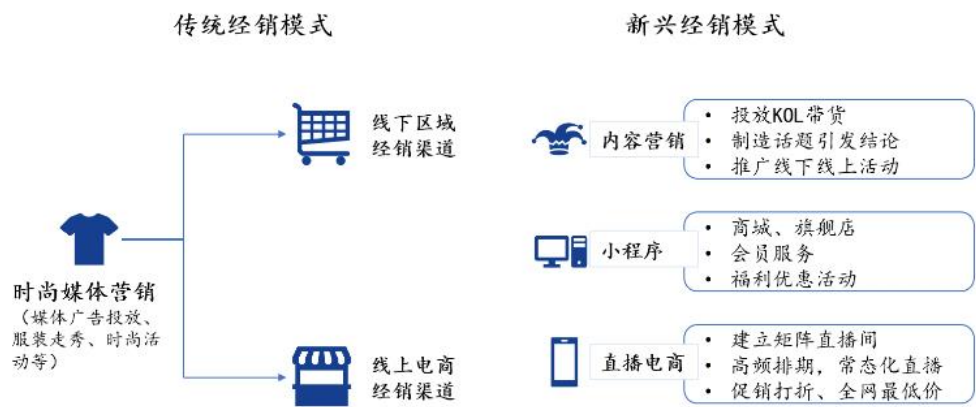 传统经销模式
新兴经销模式
线下区域
经销渠道
时尚媒体营销
（媒体广告投放、
服装走秀、时尚活
动等）
线上电商
经销渠道
内容营销
• 投放KOL带货
• 制造话题引发结论
• 推广线下线上活动
小程序
• 商城、旗舰店
• 会员服务
• 福利优惠活动
直播电商
• 建立矩阵直播间
• 高频排期，常态化直播
• 促销打折、全网最低价